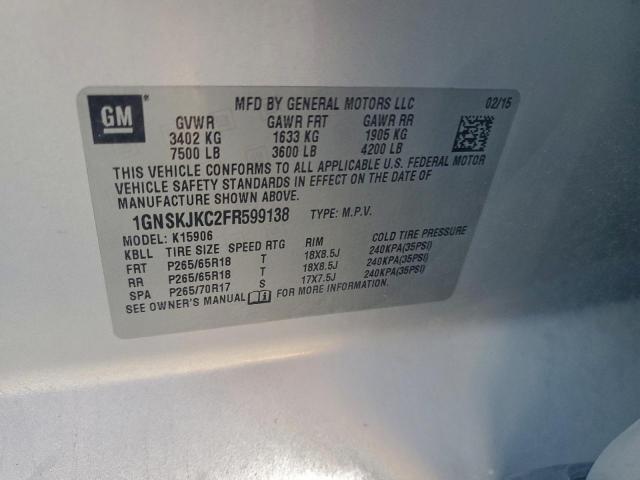 GM MFD BY GENERAL MOTORS LLC 02/15
GVWR GAWR FRT GAWR RR
3402 KG 1633 KG 1905 KG
7500 LB 3600 LB 4200 LB
THIS VEHICLE CONFORMS TO ALL APPLICABLE U.S. FEDERAL MOTOR
VEHICLE SAFETY STANDARDS IN EFFECT ON THE DATE OF
MANUFACTURE SHOWN ABOVE.
1GNSKJKC2FR599138 TYPE: M.P.V.
MODEL: K15906
KBLL TIRE SIZE SPEED RTG RIM COLD TIRE PRESSURE
FRT P265/65R18 T 18X8.5J 240KPA(35PSI)
RR P265/65R18 T 18X8.5J 240KPA(35PSI)
SPA P265/70R17 S 17X7.5J 240KPA(35PSI)
SEE OWNER'S MANUAL FOR MORE INFORMATION.